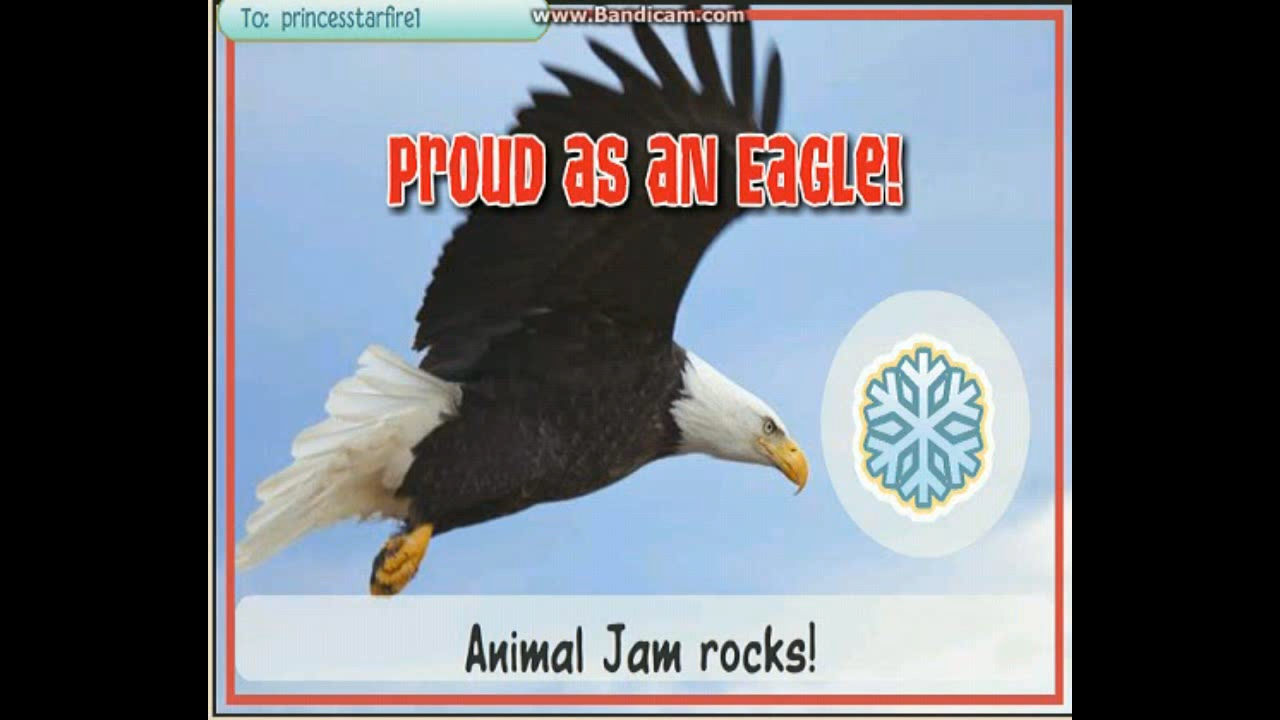 To: princesstarfire1
www.Bandicam.com
PROUD AS AN EAGLE!
Animal Jam rocks!